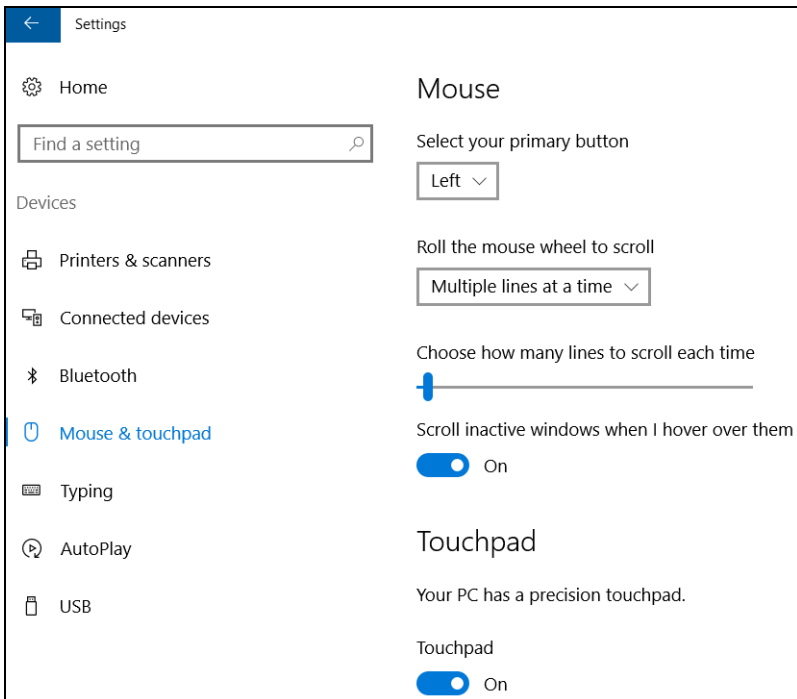 Settings
Home
Find a setting
Devices
Printers & scanners
Connected devices
Bluetooth
Mouse & touchpad
Typing
AutoPlay
USB
Mouse
Select your primary button
Left
Roll the mouse wheel to scroll
Multiple lines at a time
Choose how many lines to scroll each time
Scroll inactive windows when I hover over them
On
Touchpad
Your PC has a precision touchpad.
Touchpad
On